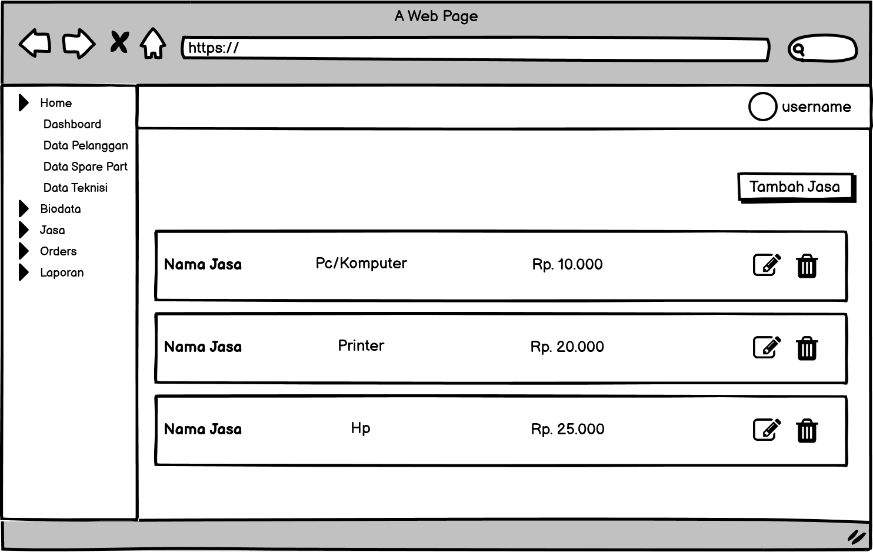 A Web Page
https://
username
Home
Dashboard
Data Pelanggan
Data Spare Part
Data Teknisi
Biodata
Jasa
Orders
Laporan
Tambah Jasa
Nama Jasa Pc/Komputer Rp. 10.000
Nama Jasa Printer Rp. 20.000
Nama Jasa Hp Rp. 25.000